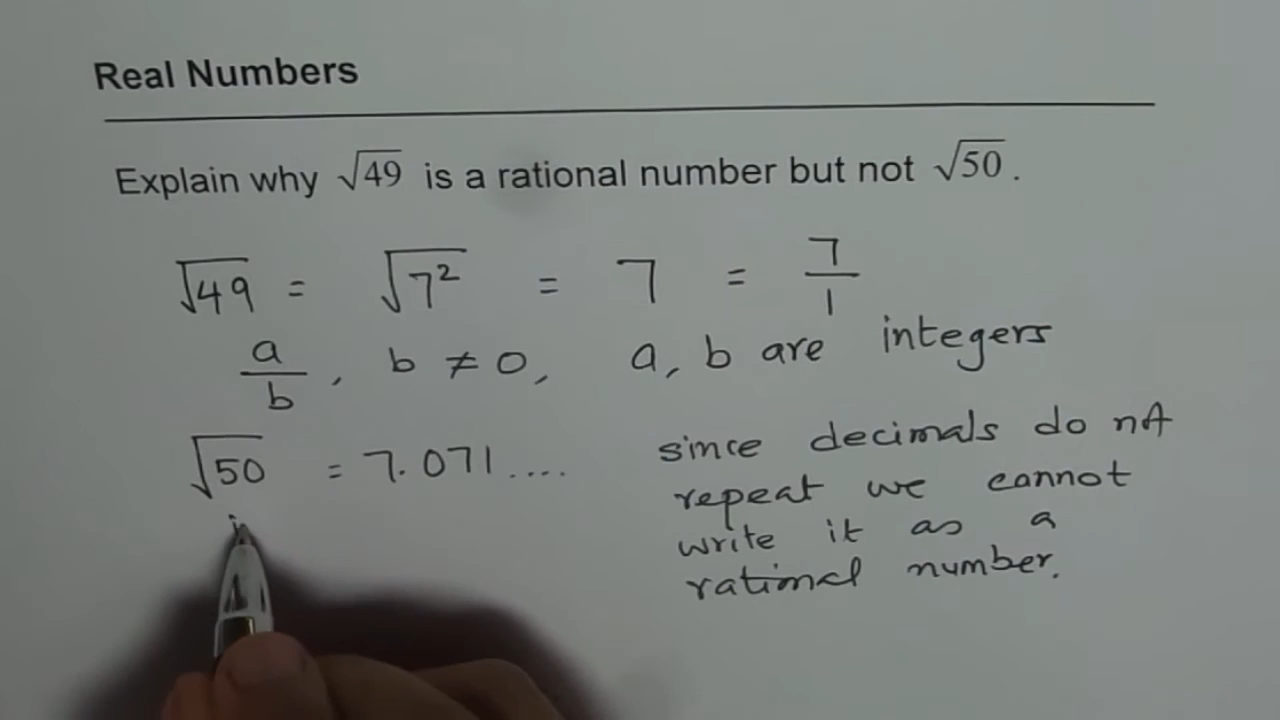 Real Numbers
Explain why √49 is a rational number but not √50.
√49 = √7² = 7 = 7/1
a/b, b ≠ 0, a, b are integers
√50 = 7.071....
since decimals do not
repeat we cannot
write it as a
rational number.